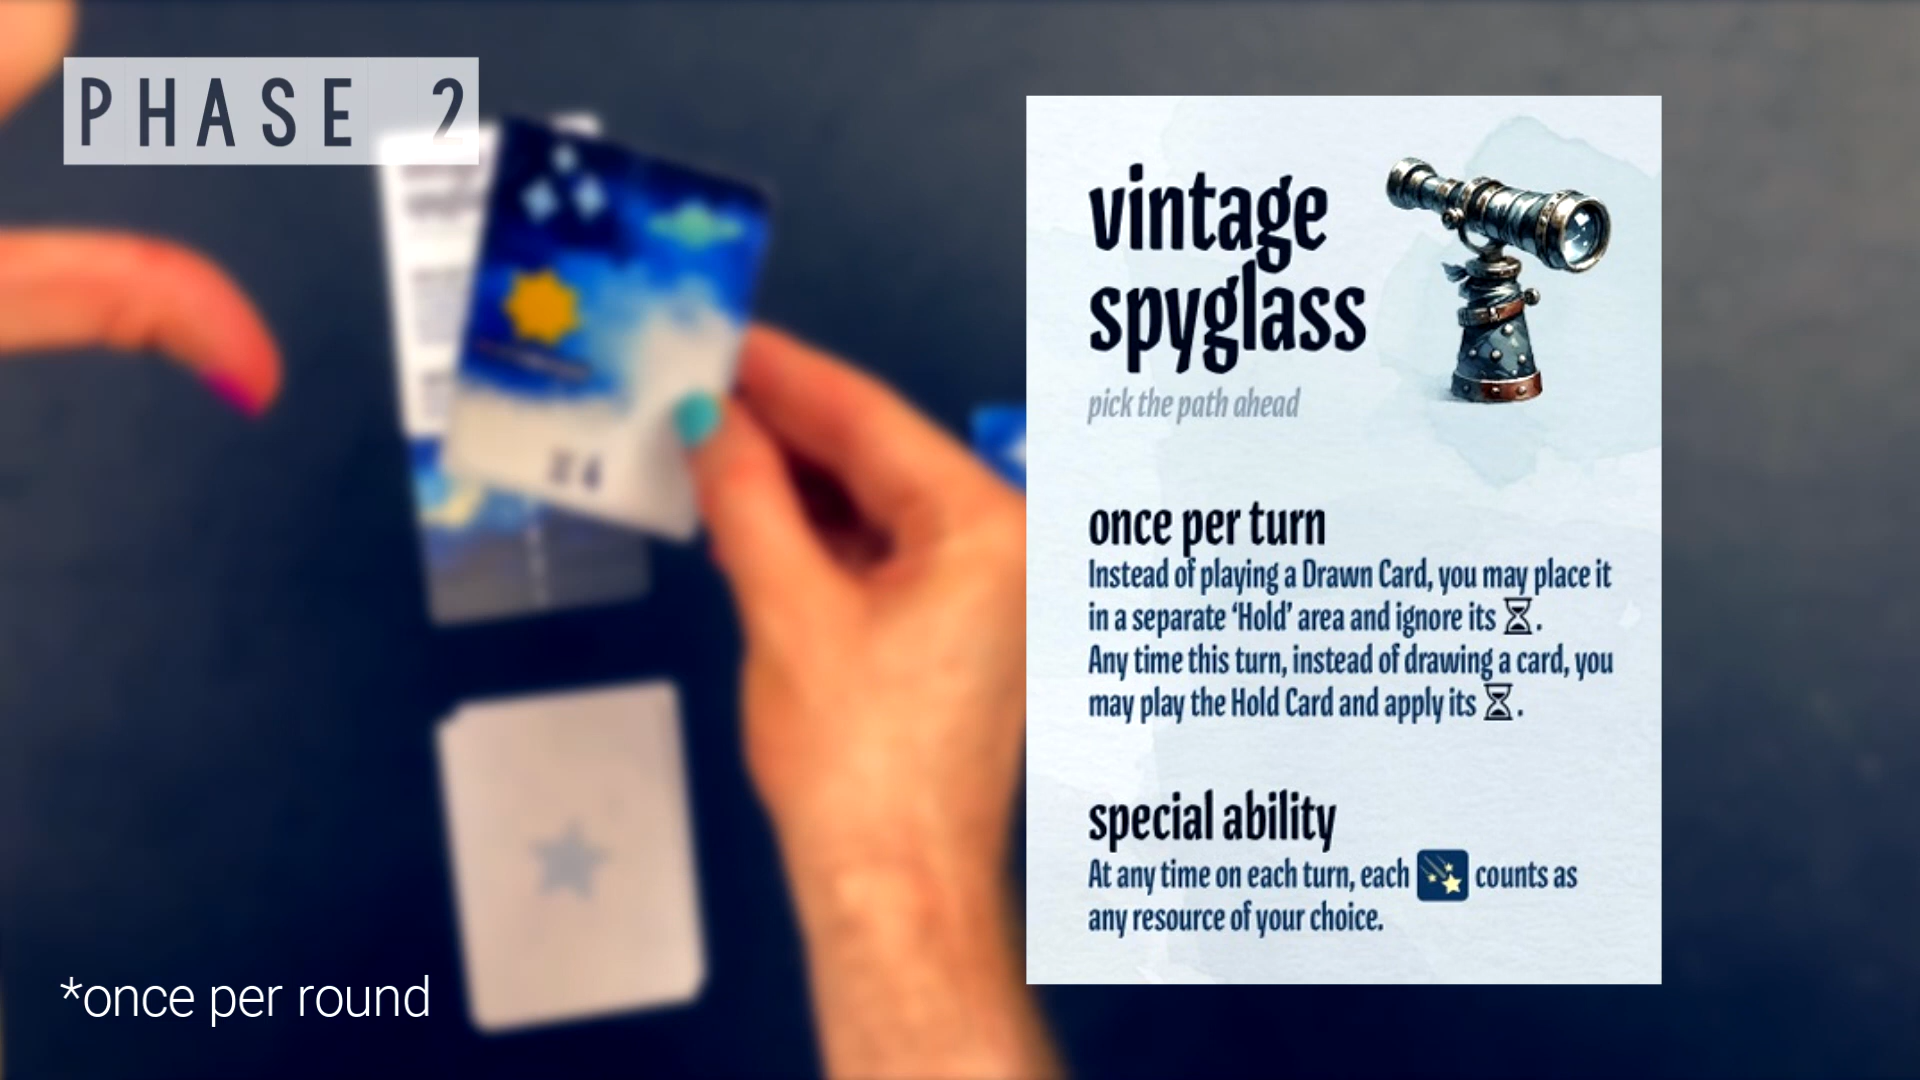 PHASE 2
vintage
spyglass
pick the path ahead
once per turn
Instead of playing a Drawn Card, you may place it
in a separate ‘Hold’ area and ignore its .
Any time this turn, instead of drawing a card, you
may play the Hold Card and apply its .
special ability
At any time on each turn, each counts as
any resource of your choice.
*once per round